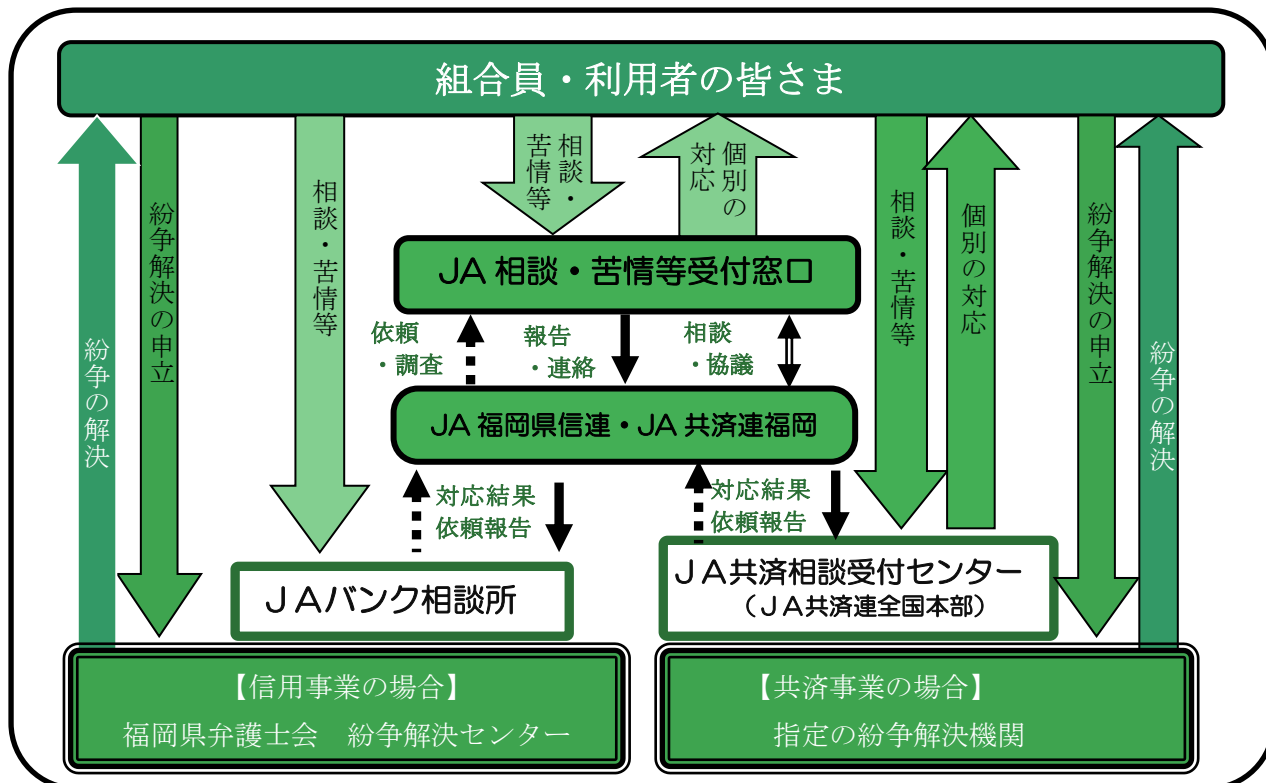 組合員・利用者の皆さま
紛争の解決
紛争解決の申立
相談・苦情等
相談・
苦情等
個別の
対応
相談・苦情等
個別の対応
紛争解決の申立
紛争の解決
JA 相談・苦情等受付窓口
依頼
・調査
報告
・連絡
相談
・協議
JA 福岡県信連・JA 共済連福岡
対応結果
依頼報告
対応結果
依頼報告
JAバンク相談所
JA共済相談受付センター
（JA共済連全国本部）
【信用事業の場合】
福岡県弁護士会　紛争解決センター
【共済事業の場合】
指定の紛争解決機関